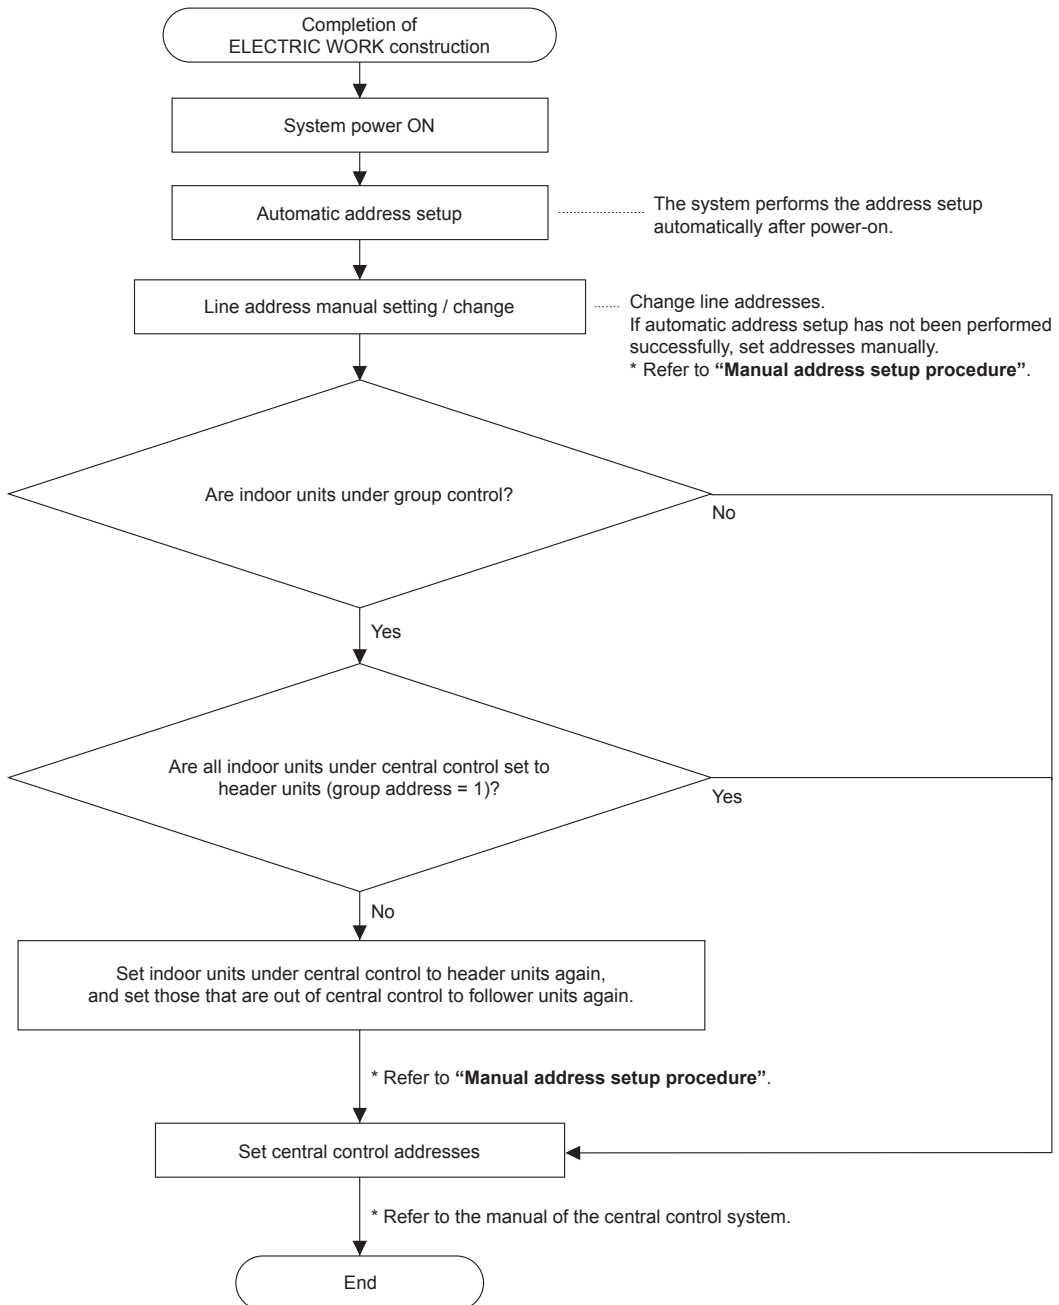 Completion of
ELECTRIC WORK construction
System power ON
Automatic address setup
The system performs the address setup
automatically after power-on.
Line address manual setting / change
Change line addresses.
If automatic address setup has not been performed
successfully, set addresses manually.
* Refer to “Manual address setup procedure”.
Are indoor units under group control?
No
Yes
Are all indoor units under central control set to
header units (group address = 1)?
Yes
No
Set indoor units under central control to header units again,
and set those that are out of central control to follower units again.
* Refer to “Manual address setup procedure”.
Set central control addresses
* Refer to the manual of the central control system.
End